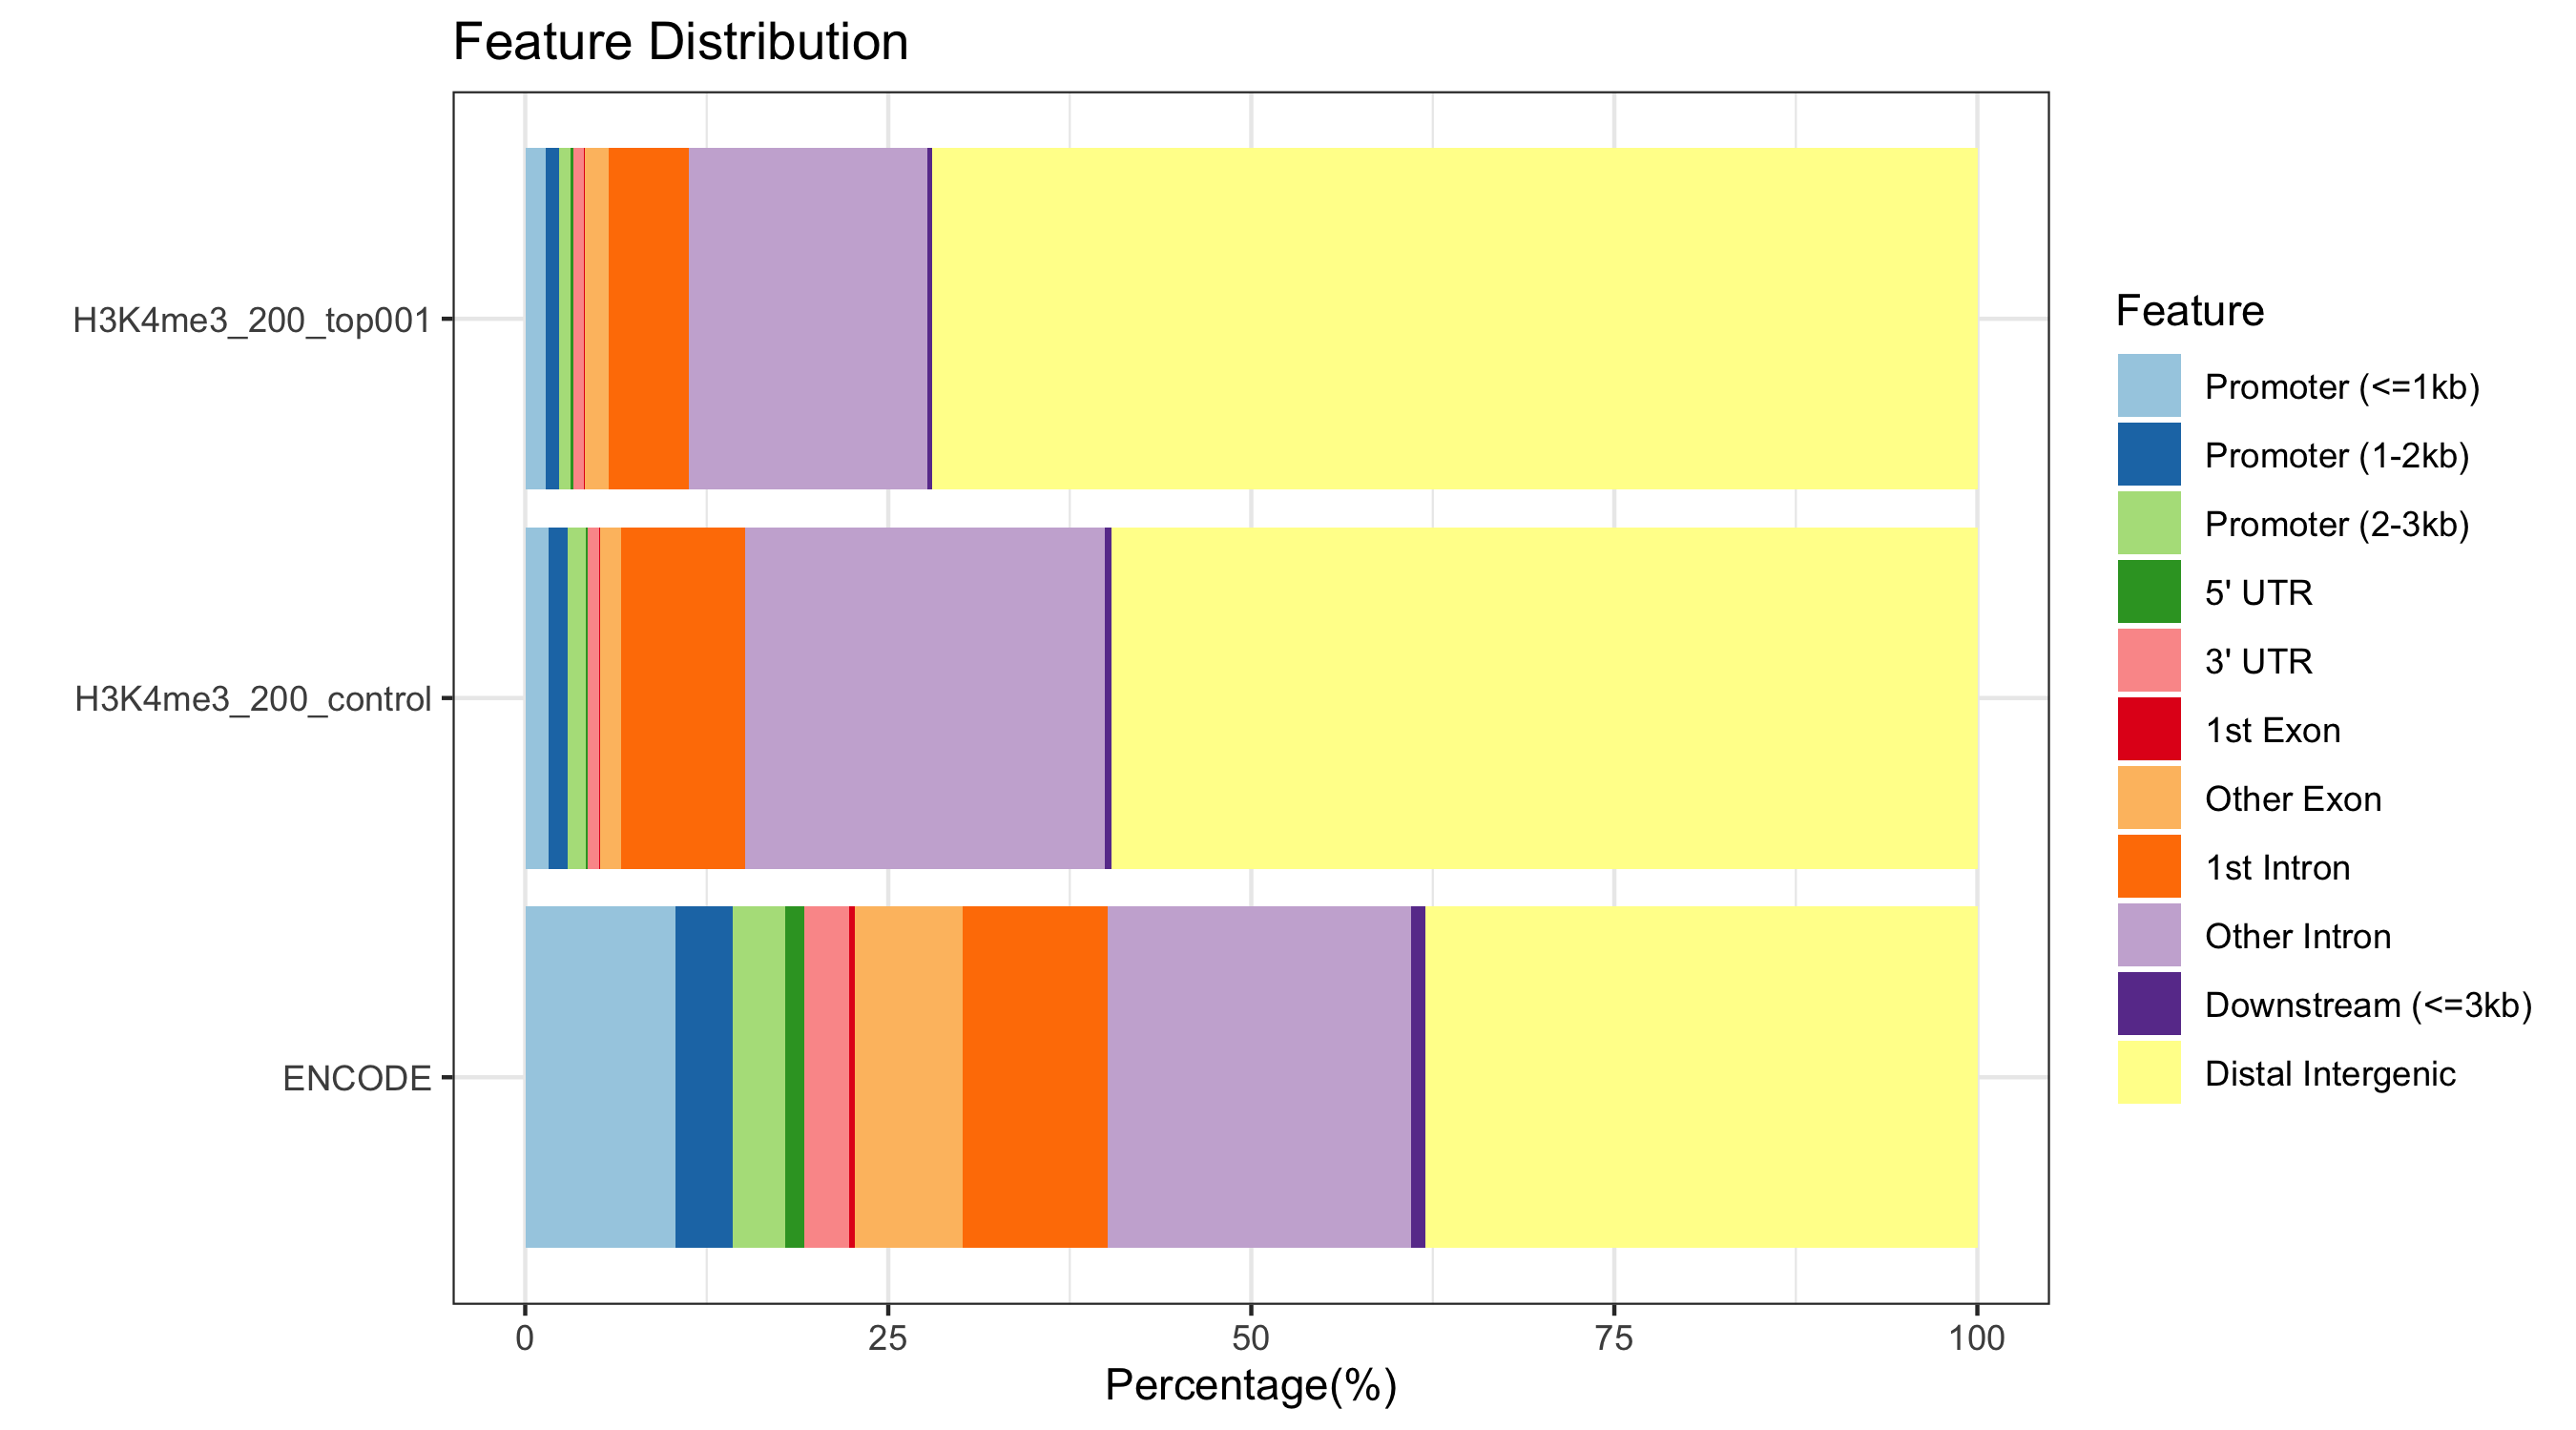 Feature Distribution
H3K4me3_200_top001
H3K4me3_200_control
ENCODE
0 25 50 75 100
Percentage(%)
Feature
Promoter (<=1kb)
Promoter (1-2kb)
Promoter (2-3kb)
5' UTR
3' UTR
1st Exon
Other Exon
1st Intron
Other Intron
Downstream (<=3kb)
Distal Intergenic